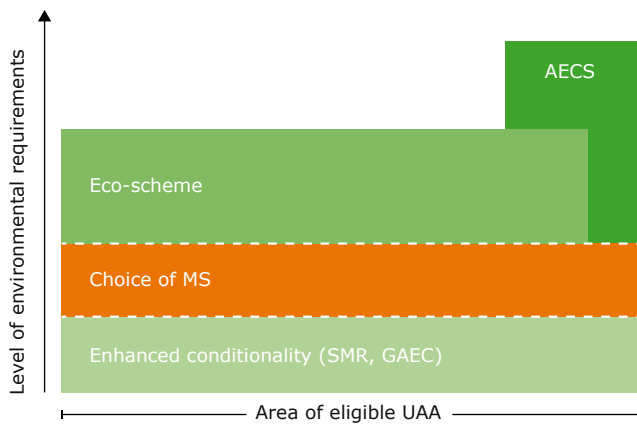 Level of environmental requirements
AECS
Eco-scheme
Choice of MS
Enhanced conditionality (SMR, GAEC)
Area of eligible UAA